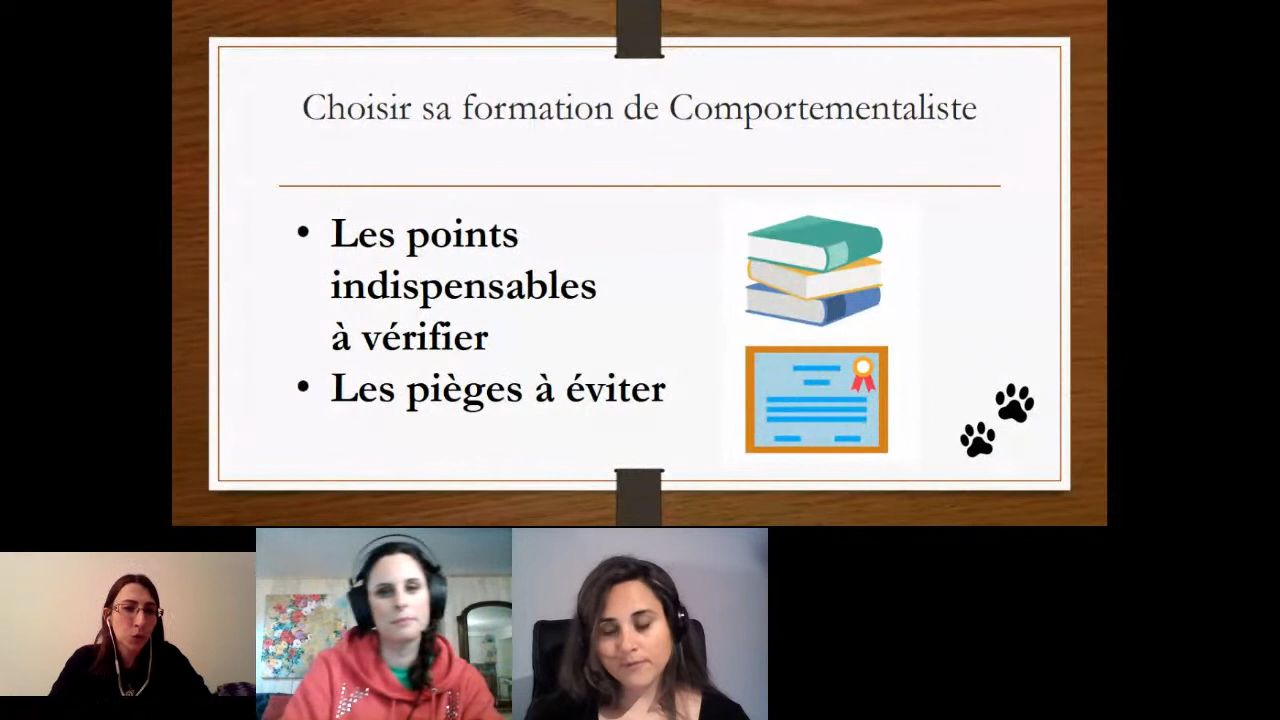 Choisir sa formation de Comportementaliste
• Les points
indispensables
à vérifier
• Les pièges à éviter